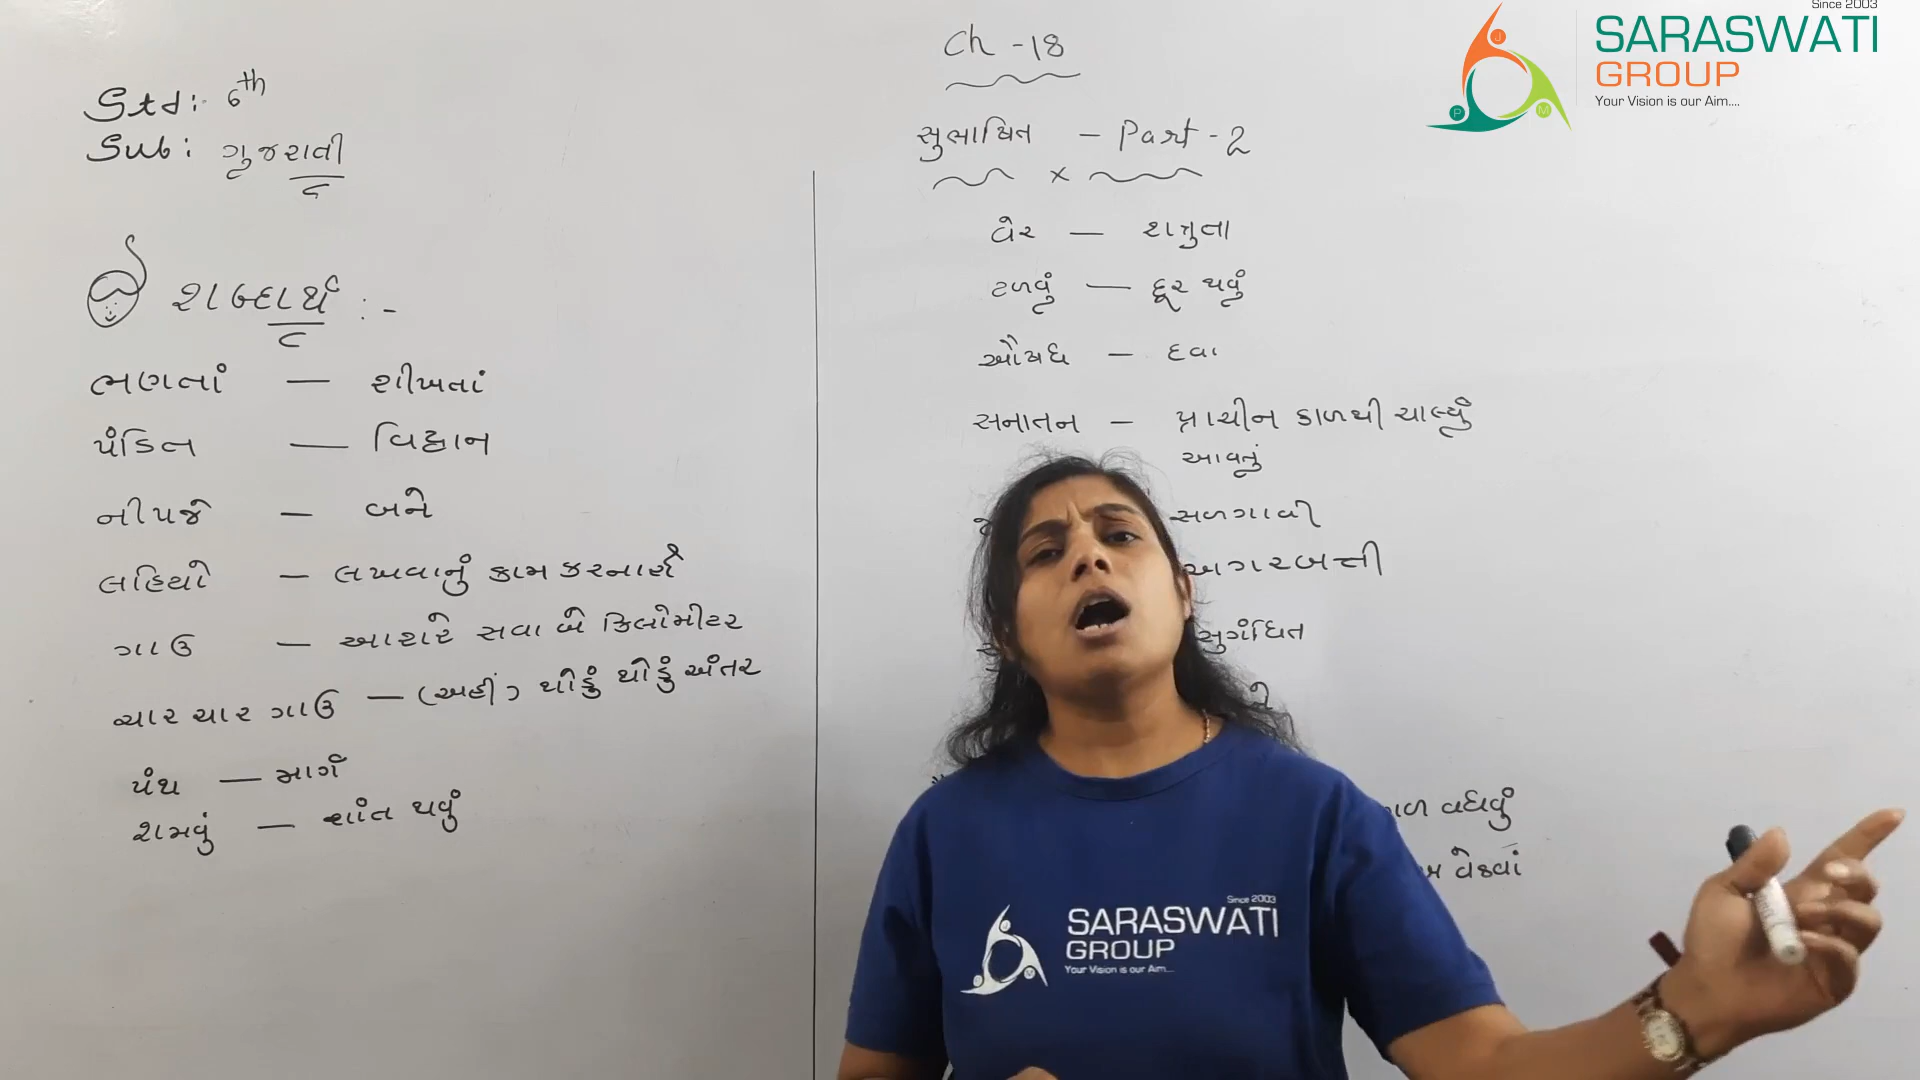 Std: 6th
Sub: ગુજરાતી
શબ્દાર્થ :-
ભણતાં — શીખતાં
પંડિત — વિદ્વાન
નીપજે — બને
લહિયો — લખવાનું કામ કરનારો
ગાઉ — આશરે સવા બે કિલોમીટર
ચાર ચાર ગાઉ — (અહીં) થોડું થોડું અંતર
પંથ — માર્ગ
શમવું — શાંત થવું
Ch - 18
સુભાષિત - Part - 2
વેર — શત્રુતા
ટળવું — દૂર થવું
ઔષધ — દવા
સનાતન — પ્રાચીન કાળથી ચાલ્યું
આવતું
સળગાવી
અગરબત્તી
સુગંધિત
વધવું
વેઠવાં
Since 2003
SARASWATI
GROUP
Your Vision is our Aim....
Since 2003
SARASWATI
GROUP
Your Vision is our Aim...